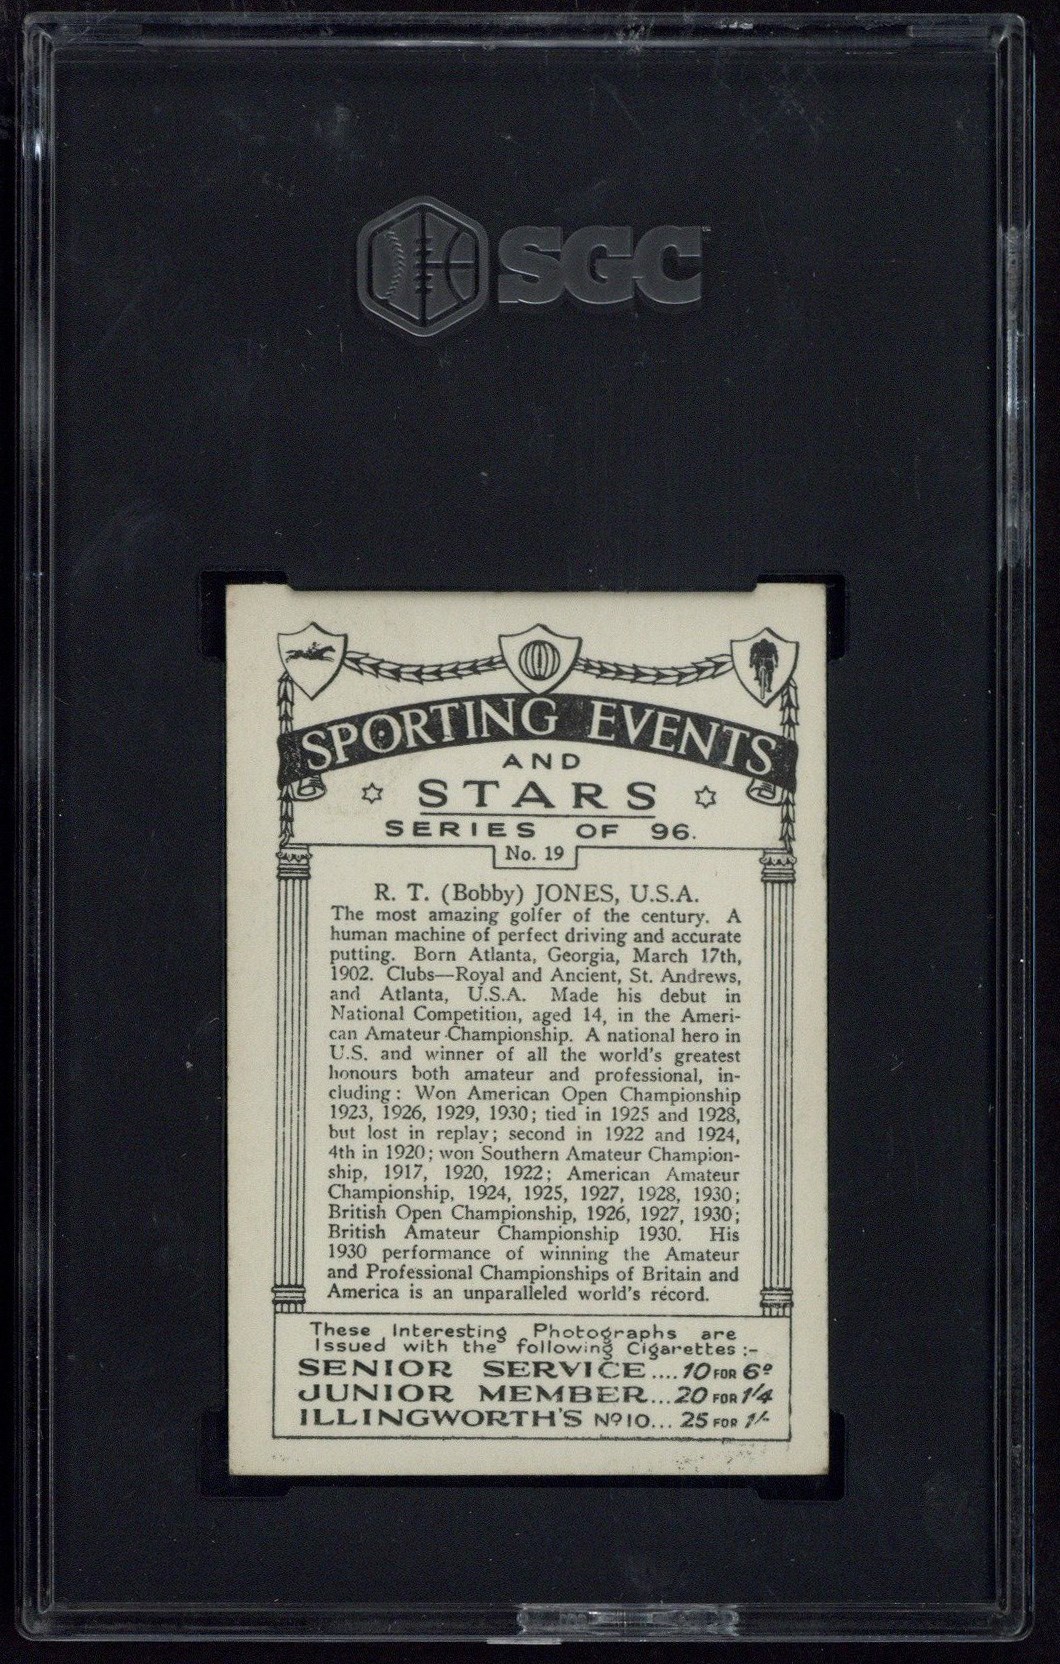 SGC
SPORTING EVENTS
AND
STARS
SERIES OF 96.
No. 19
R. T. (Bobby) JONES, U.S.A.
The most amazing golfer of the century. A
human machine of perfect driving and accurate
putting. Born Atlanta, Georgia, March 17th,
1902. Clubs—Royal and Ancient, St. Andrews,
and Atlanta, U.S.A. Made his debut in
National Competition, aged 14, in the Ameri-
can Amateur Championship. A national hero in
U.S. and winner of all the world's greatest
honours both amateur and professional, in-
cluding: Won American Open Championship
1923, 1926, 1929, 1930; tied in 1925 and 1928,
but lost in replay; second in 1922 and 1924,
4th in 1920; won Southern Amateur Champion-
ship, 1917, 1920, 1922; American Amateur
Championship, 1924, 1925, 1927, 1928, 1930;
British Open Championship, 1926, 1927, 1930;
British Amateur Championship 1930. His
1930 performance of winning the Amateur
and Professional Championships of Britain and
America is an unparalleled world's record.
These Interesting Photographs are
Issued with the following Cigarettes:-
SENIOR SERVICE....10 FOR 6ᴰ
JUNIOR MEMBER...20 FOR 1/4
ILLINGWORTH'S Nº10...25 FOR 1/-